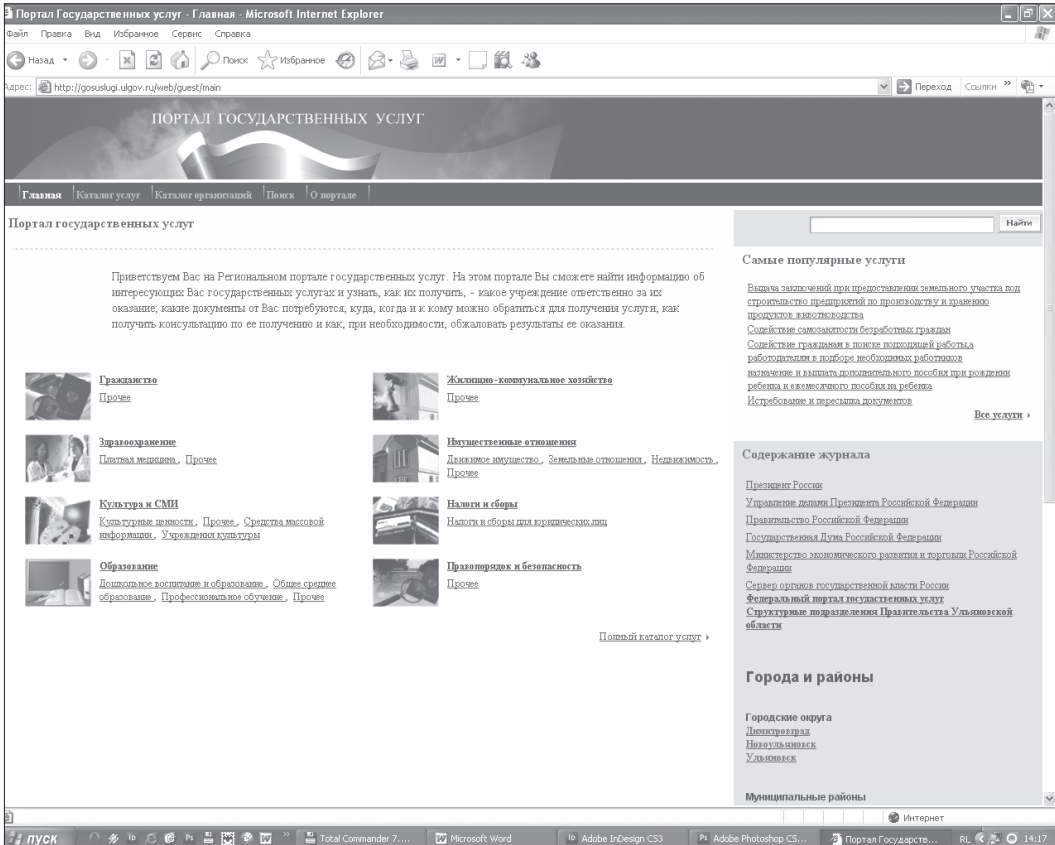 Портал Государственных услуг - Главная - Microsoft Internet Explorer
Файл Правка Вид Избранное Сервис Справка
Назад Поиск Избранное
Адрес: http://gosuslugi.ulgov.ru/web/guest/main Переход Ссылки »
ПОРТАЛ ГОСУДАРСТВЕННЫХ УСЛУГ
Главная Каталог услуг Каталог организаций Поиск О портале
Портал государственных услуг
Приветствуем Вас на Региональном портале государственных услуг. На этом портале Вы сможете найти информацию об
интересующих Вас государственных услугах и узнать, как их получить, - какое учреждение ответственно за их
оказание; какие документы от Вас потребуются; куда, когда и к кому можно обратиться для получения услуги; как
получить консультацию по ее получению и как, при необходимости, обжаловать результаты ее оказания.
Гражданство
Прочее
Здравоохранение
Платная медицина , Прочее
Культура и СМИ
Культурные ценности , Прочее , Средства массовой
информации , Учреждения культуры
Образование
Дошкольное воспитание и образование , Общее среднее
образование , Профессиональное обучение , Прочее
Жилищно-коммунальное хозяйство
Прочее
Имущественные отношения
Движимое имущество , Земельные отношения , Недвижимость ,
Прочее
Налоги и сборы
Налоги и сборы для юридических лиц
Правопорядок и безопасность
Прочее
Полный каталог услуг
Найти
Самые популярные услуги
Выдача заключений при предоставлении земельного участка под
строительство предприятий по производству и хранению
продуктов животноводства
Содействие самозанятости безработных граждан
Содействие гражданам в поиске подходящей работы,а
работодателям в подборе необходимых работников
назначение и выплата дополнительного пособия при рождении
ребенка и ежемесячного пособия на ребенка
Истребование и пересылка документов
Все услуги
Содержание журнала
Президент России
Управление делами Президента Российской Федерации
Правительство Российской Федерации
Государственная Дума Российской Федерации
Министерство экономического развития и торговли Российской
Федерации
Сервер органов государственной власти России
Федеральный портал госудаственных услуг
Структурные подразделения Правительства Ульяновской
области
Города и районы
Городские округа
Димитровград
Новоульяновск
Ульяновск
Муниципальные районы
Интернет
пуск » Total Commander 7.... Microsoft Word Adobe InDesign CS3 Adobe Photoshop CS... Портал Государств... RL 14:17